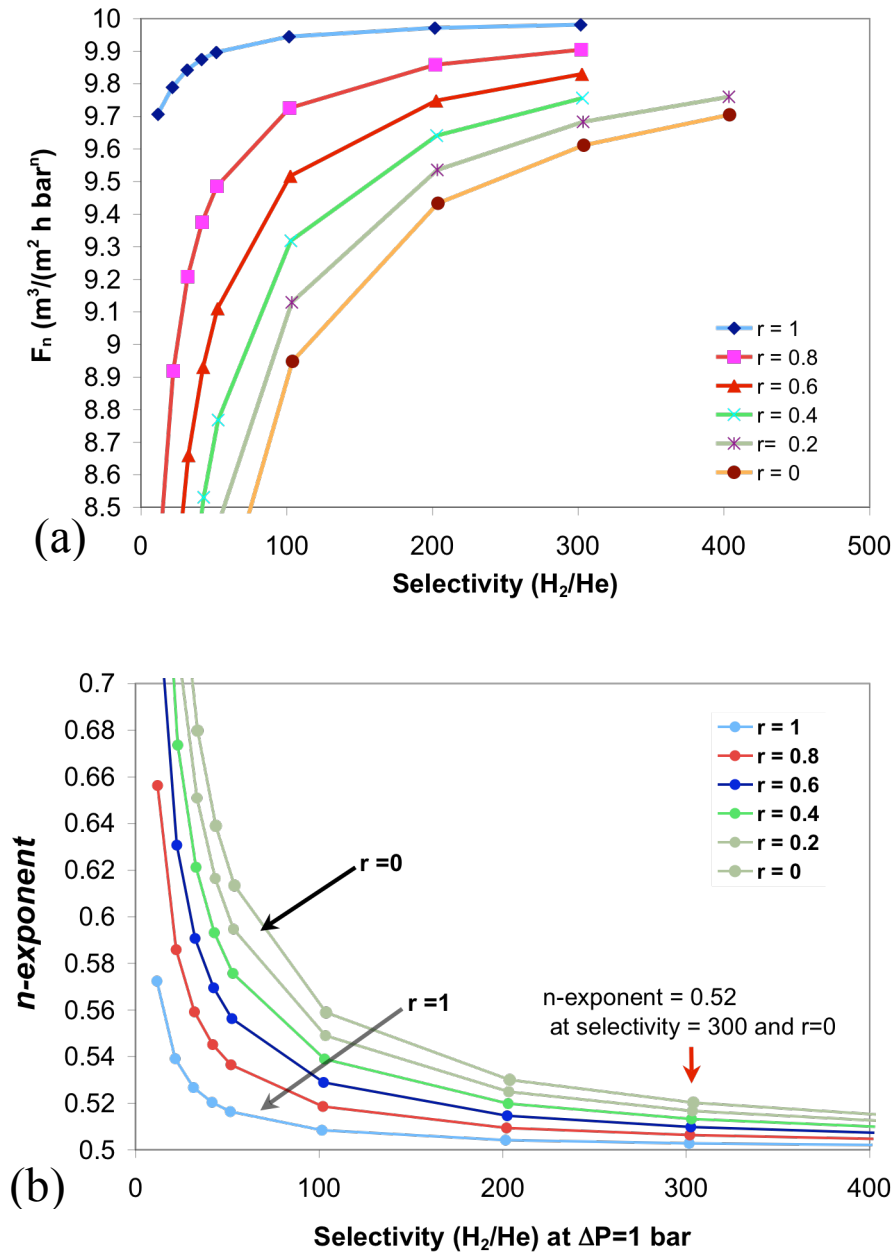 10
9.9
9.8
9.7
9.6
9.5
9.4
9.3
9.2
9.1
9
8.9
8.8
8.7
8.6
8.5
Fn (m³/(m² h barⁿ)
r = 1
r = 0.8
r = 0.6
r = 0.4
r= 0.2
r = 0
0 100 200 300 400 500
(a)
Selectivity (H₂/He)
0.7
0.68
0.66
0.64
0.62
0.6
0.58
0.56
0.54
0.52
0.5
n-exponent
r = 1
r = 0.8
r = 0.6
r = 0.4
r = 0.2
r = 0
r =0
r =1
n-exponent = 0.52
at selectivity = 300 and r=0
0 100 200 300 400
(b)
Selectivity (H₂/He) at ΔP=1 bar